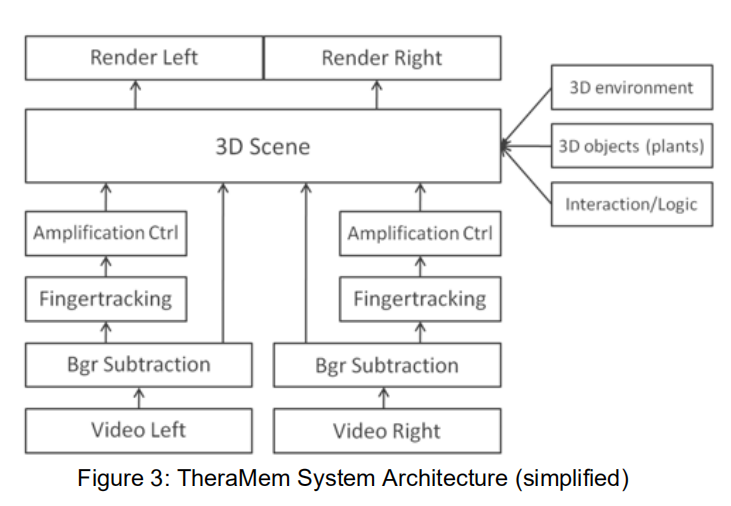 Render Left
Render Right
3D environment
3D Scene
3D objects (plants)
Interaction/Logic
Amplification Ctrl
Amplification Ctrl
Fingertracking
Fingertracking
Bgr Subtraction
Bgr Subtraction
Video Left
Video Right
Figure 3: TheraMem System Architecture (simplified)